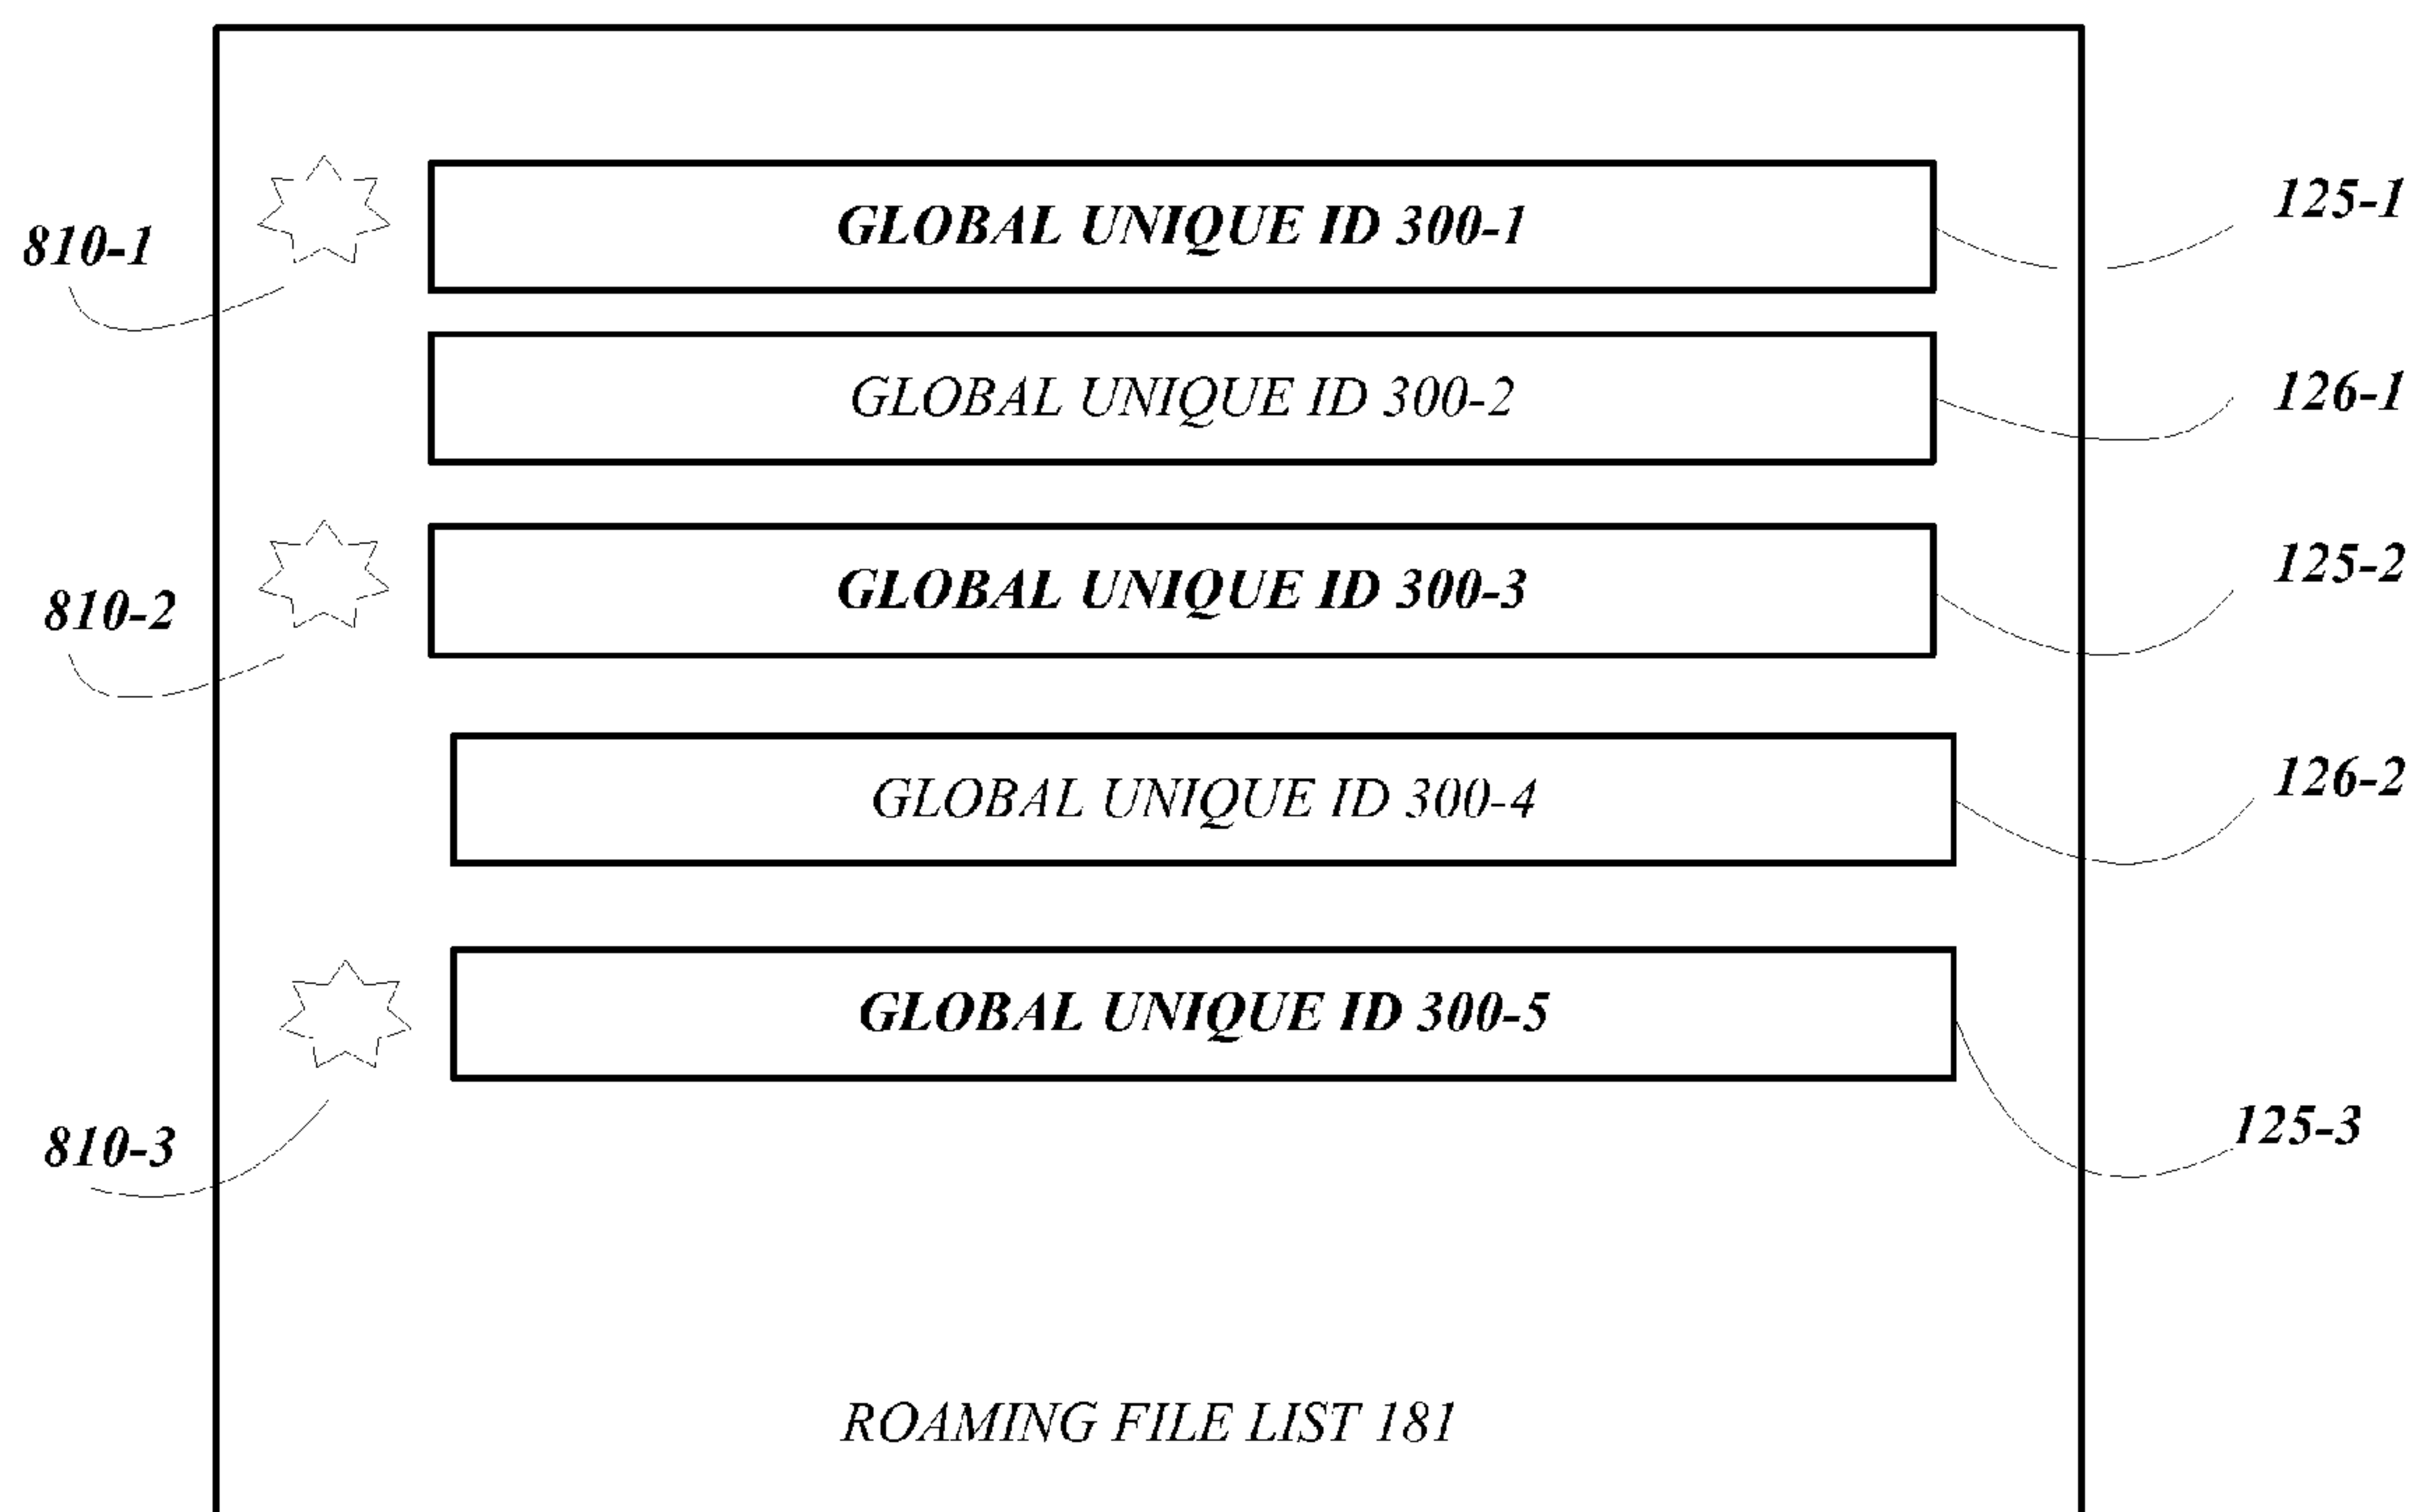 GLOBAL UNIQUE ID 300-1
125-1
810-1
GLOBAL UNIQUE ID 300-2
126-1
GLOBAL UNIQUE ID 300-3
125-2
810-2
GLOBAL UNIQUE ID 300-4
126-2
GLOBAL UNIQUE ID 300-5
125-3
810-3
ROAMING FILE LIST 181